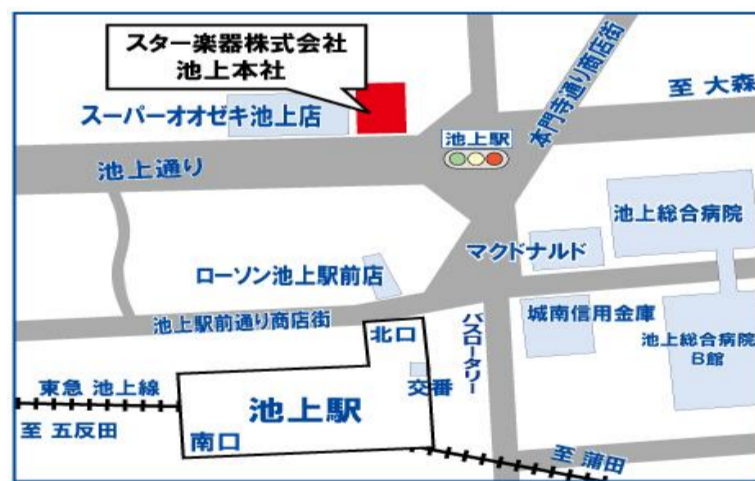 スター楽器株式会社
池上本社
スーパーオオゼキ池上店
至 大森
本門寺通り商店街
池上駅
池上通り
池上総合病院
マクドナルド
ローソン池上駅前店
池上駅前通り商店街
城南信用金庫
池上総合病院
B館
バスロータリー
北口
交番
東急 池上線
池上駅
至 五反田
南口
至 蒲田